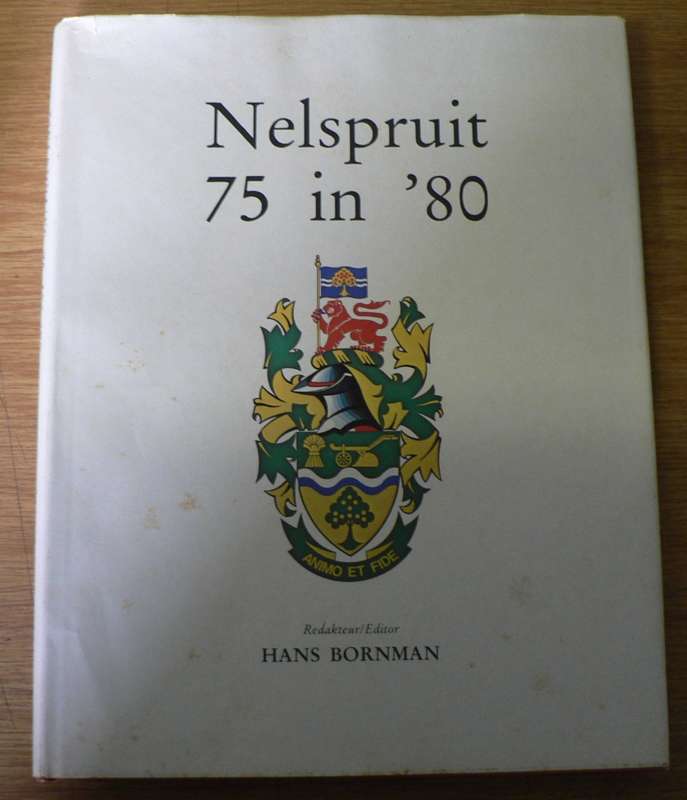 Nelspruit
75 in ’80
ANIMO ET FIDE
Redakteur/Editor
HANS BORNMAN